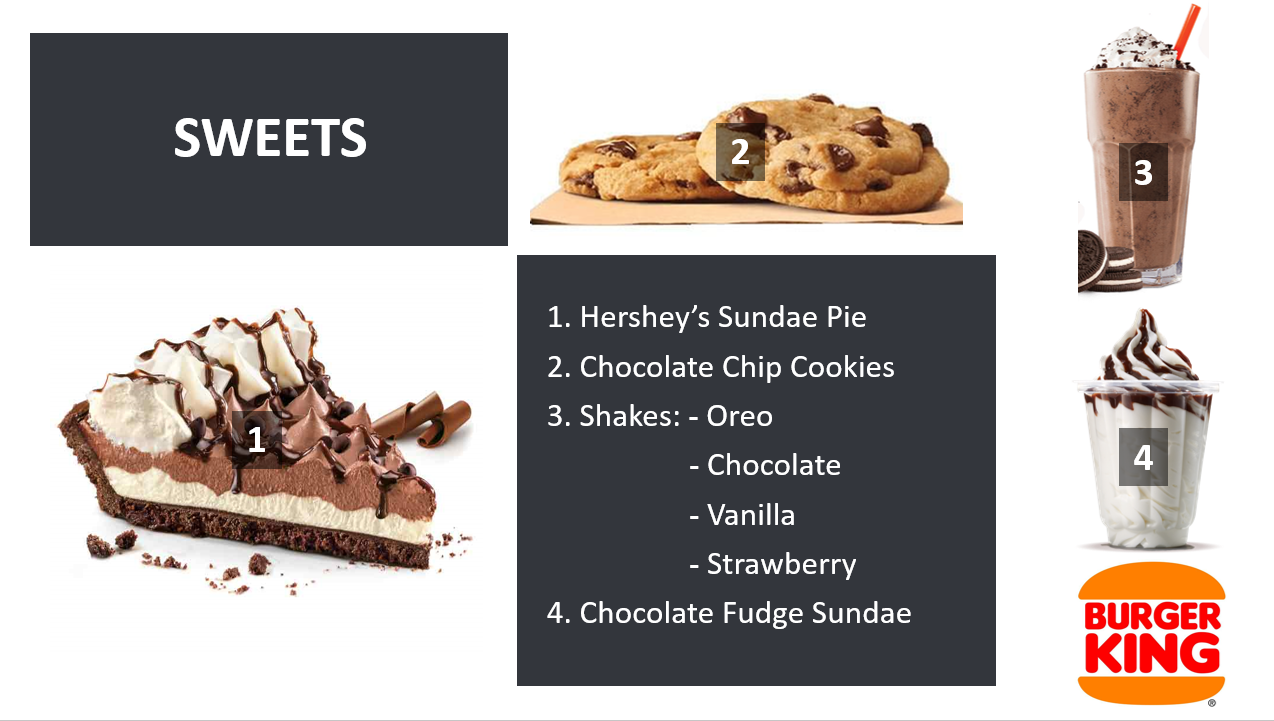 SWEETS
2
3
1. Hershey’s Sundae Pie
2. Chocolate Chip Cookies
3. Shakes: - Oreo
- Chocolate
- Vanilla
- Strawberry
4. Chocolate Fudge Sundae
1
4
BURGER
KING
®